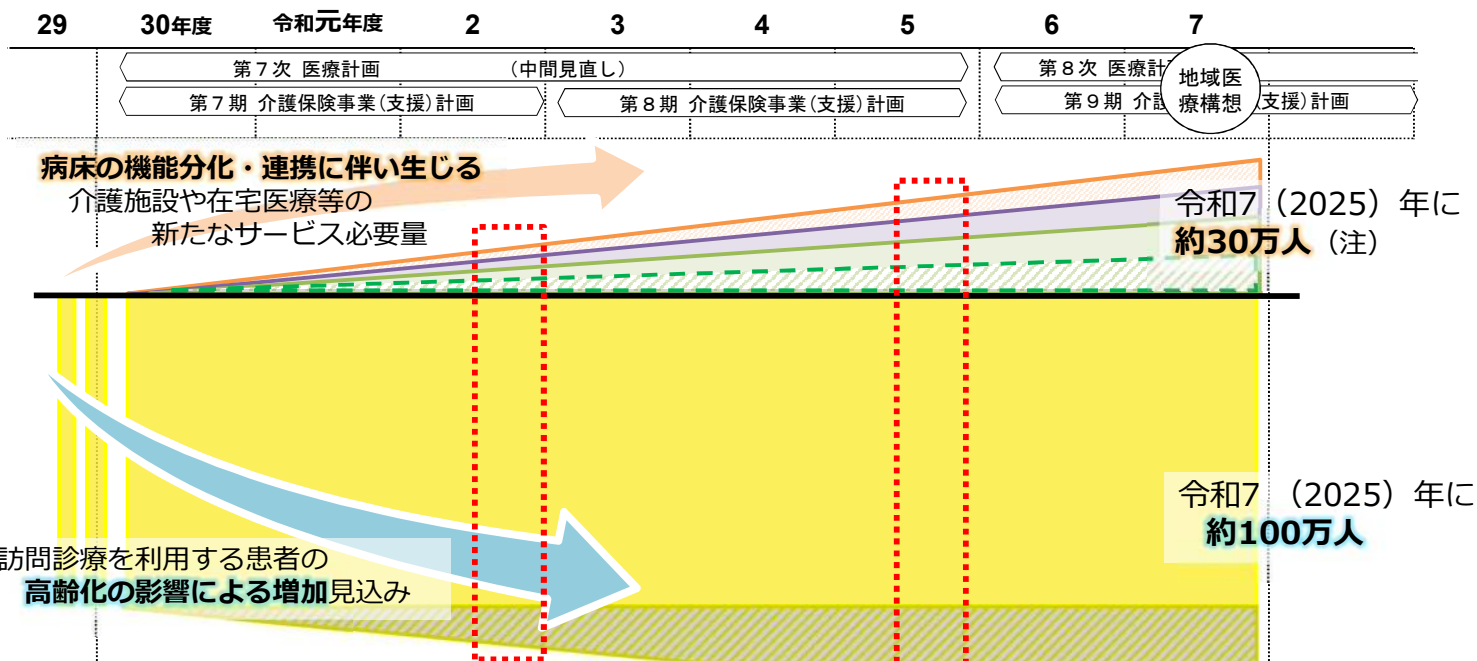 29 30年度 令和元年度 2 3 4 5 6 7
第7次 医療計画 (中間見直し)
第8次 医療計
第7期 介護保険事業(支援)計画
第8期 介護保険事業(支援)計画
第9期 介護
支援)計画
地域医
療構想
病床の機能分化・連携に伴い生じる
介護施設や在宅医療等の
新たなサービス必要量
令和7(2025)年に
約30万人(注)
令和7 (2025)年に
約100万人
訪問診療を利用する患者の
高齢化の影響による増加見込み